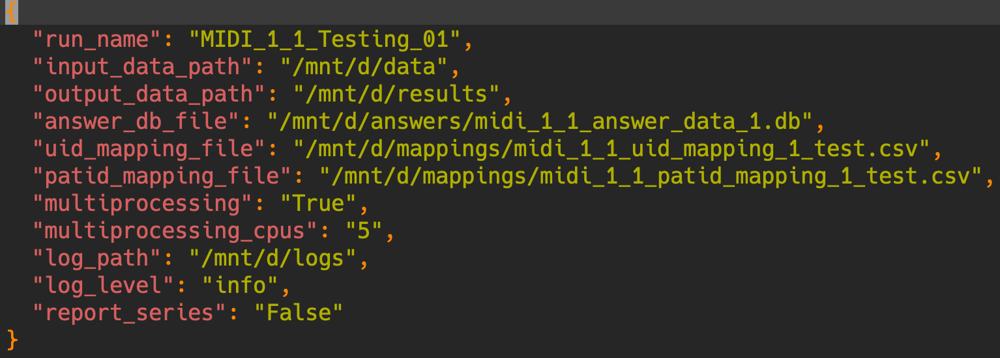 {
"run_name": "MIDI_1_1_Testing_01",
"input_data_path": "/mnt/d/data",
"output_data_path": "/mnt/d/results",
"answer_db_file": "/mnt/d/answers/midi_1_1_answer_data_1.db",
"uid_mapping_file": "/mnt/d/mappings/midi_1_1_uid_mapping_1_test.csv",
"patid_mapping_file": "/mnt/d/mappings/midi_1_1_patid_mapping_1_test.csv",
"multiprocessing": "True",
"multiprocessing_cpus": "5",
"log_path": "/mnt/d/logs",
"log_level": "info",
"report_series": "False"
}